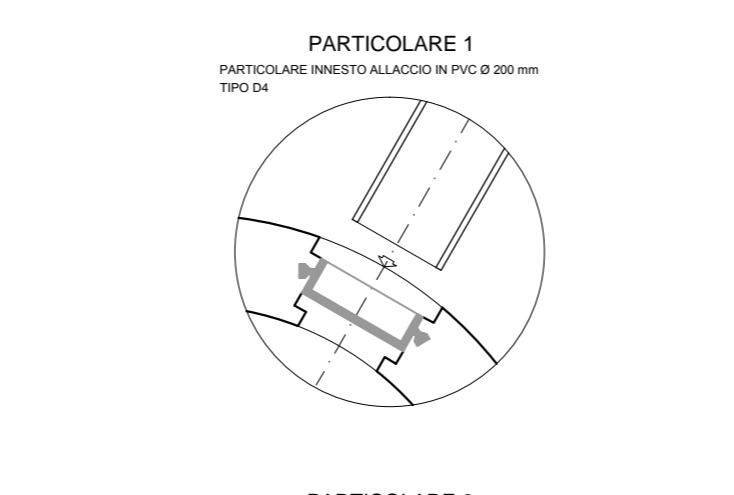 PARTICOLARE 1
PARTICOLARE INNESTO ALLACCIO IN PVC Ø 200 mm
TIPO D4